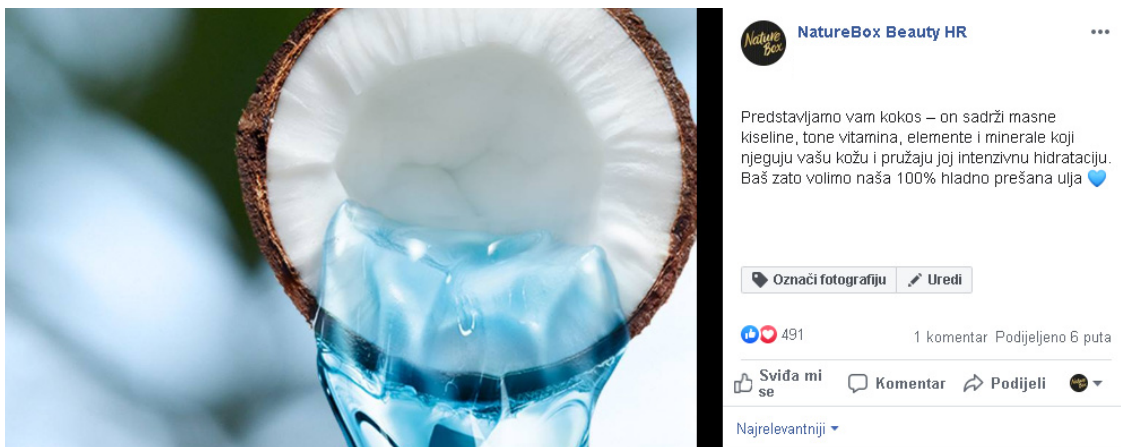 Nature
Box
NatureBox Beauty HR
Predstavljamo vam kokos – on sadrži masne
kiseline, tone vitamina, elemente i minerale koji
njeguju vašu kožu i pružaju joj intenzivnu hidrataciju.
Baš zato volimo naša 100% hladno prešana ulja 💙
Označi fotografiju Uredi
491 1 komentar Podijeljeno 6 puta
Sviđa mi
se Komentar Podijeli
Najrelevantniji